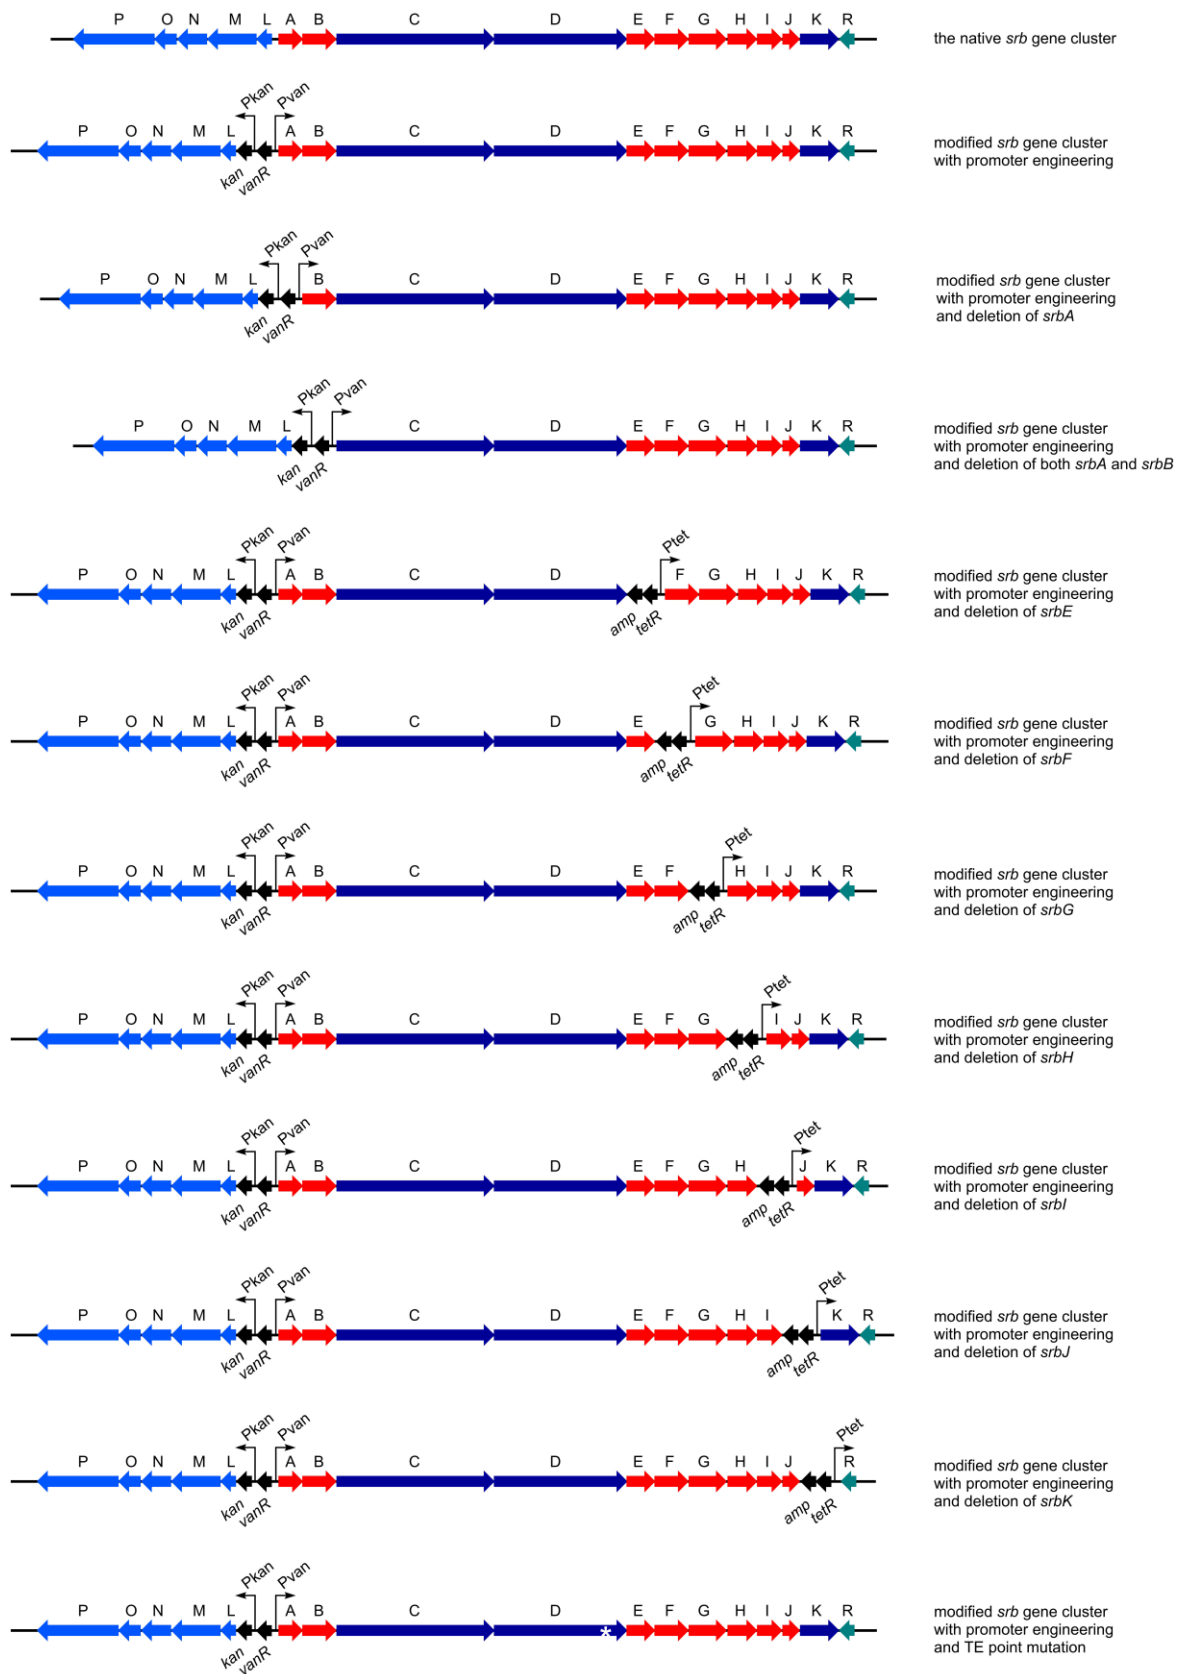 P O N M L A B C D E F G H I J K R
the native srb gene cluster
Pkan Pvan
P O N M L A B C D E F G H I J K R
kan vanR
modified srb gene cluster
with promoter engineering
Pkan Pvan
P O N M L B C D E F G H I J K R
kan vanR
modified srb gene cluster
with promoter engineering
and deletion of srbA
Pkan Pvan
P O N M L C D E F G H I J K R
kan vanR
modified srb gene cluster
with promoter engineering
and deletion of both srbA and srbB
Pkan Pvan Ptet
P O N M L A B C D F G H I J K R
kan vanR amp tetR
modified srb gene cluster
with promoter engineering
and deletion of srbE
Pkan Pvan Ptet
P O N M L A B C D E G H I J K R
kan vanR amp tetR
modified srb gene cluster
with promoter engineering
and deletion of srbF
Pkan Pvan Ptet
P O N M L A B C D E F H I J K R
kan vanR amp tetR
modified srb gene cluster
with promoter engineering
and deletion of srbG
Pkan Pvan Ptet
P O N M L A B C D E F G I J K R
kan vanR amp tetR
modified srb gene cluster
with promoter engineering
and deletion of srbH
Pkan Pvan Ptet
P O N M L A B C D E F G H J K R
kan vanR amp tetR
modified srb gene cluster
with promoter engineering
and deletion of srbI
Pkan Pvan Ptet
P O N M L A B C D E F G H I K R
kan vanR amp tetR
modified srb gene cluster
with promoter engineering
and deletion of srbJ
Pkan Pvan Ptet
P O N M L A B C D E F G H I J R
kan vanR amp tetR
modified srb gene cluster
with promoter engineering
and deletion of srbK
Pkan Pvan
P O N M L A B C D E F G H I J K R
*
kan vanR
modified srb gene cluster
with promoter engineering
and TE point mutation